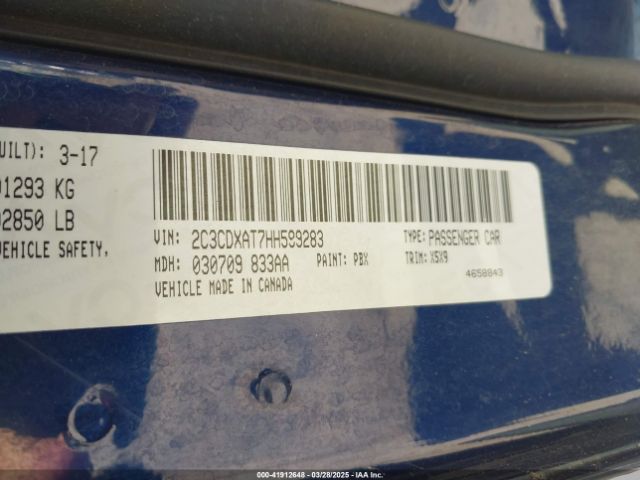 UILT): 3-17
01293 KG
02850 LB
VEHICLE SAFETY,
VIN: 2C3CDXAT7HH599283 TYPE: PASSENGER CAR
MDH: 030709 833AA PAINT: PBX TRIM: X5X9
VEHICLE MADE IN CANADA 4658843
000-41912648 03/28/2025 IAA Inc.